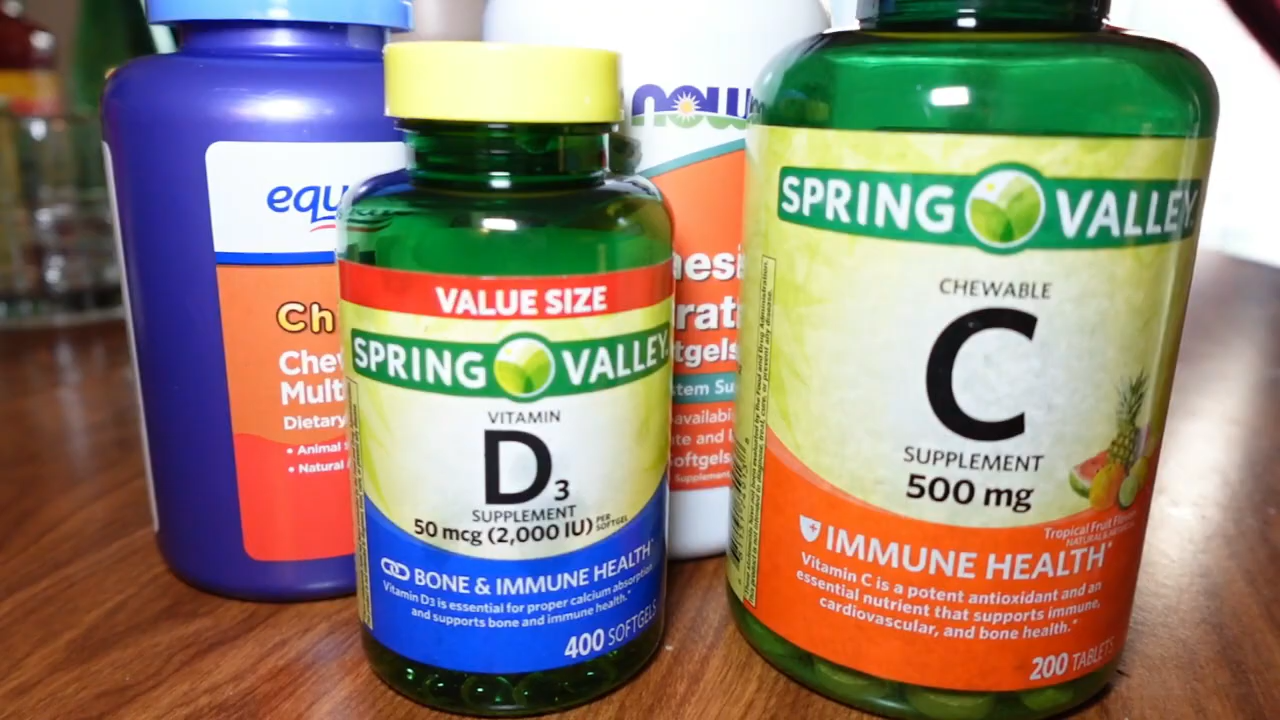 equ
Ch
Chew
Mult
Dietary
• Animal
• Natural
VALUE SIZE
SPRING VALLEY
VITAMIN
D3
SUPPLEMENT
50 mcg (2,000 IU) PER SOFTGEL
BONE & IMMUNE HEALTH*
Vitamin D3 is essential for proper calcium absorption
and supports bone and immune health.*
400 SOFTGELS
now
nesi
rat
tgels
stem Su
availabi
te and
Softgels
Supplement
SPRING VALLEY
CHEWABLE
C
SUPPLEMENT
500 mg
Tropical Fruit
IMMUNE HEALTH*
Vitamin C is a potent antioxidant and an
essential nutrient that supports immune,
cardiovascular, and bone health.*
200 TABLETS